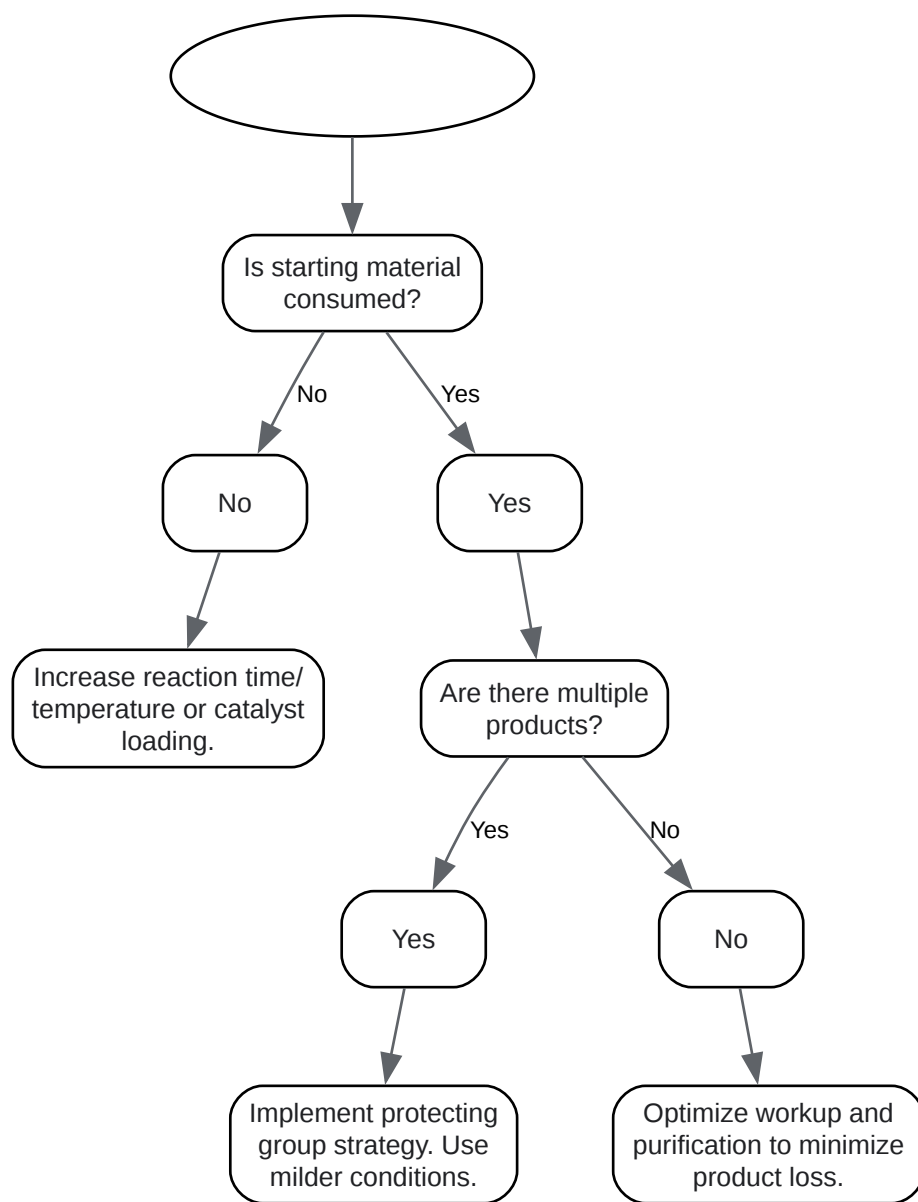 Is starting material
consumed?
No
Yes
No
Yes
Increase reaction time/
temperature or catalyst
loading.
Are there multiple
products?
Yes
No
Yes
No
Implement protecting
group strategy. Use
milder conditions.
Optimize workup and
purification to minimize
product loss.